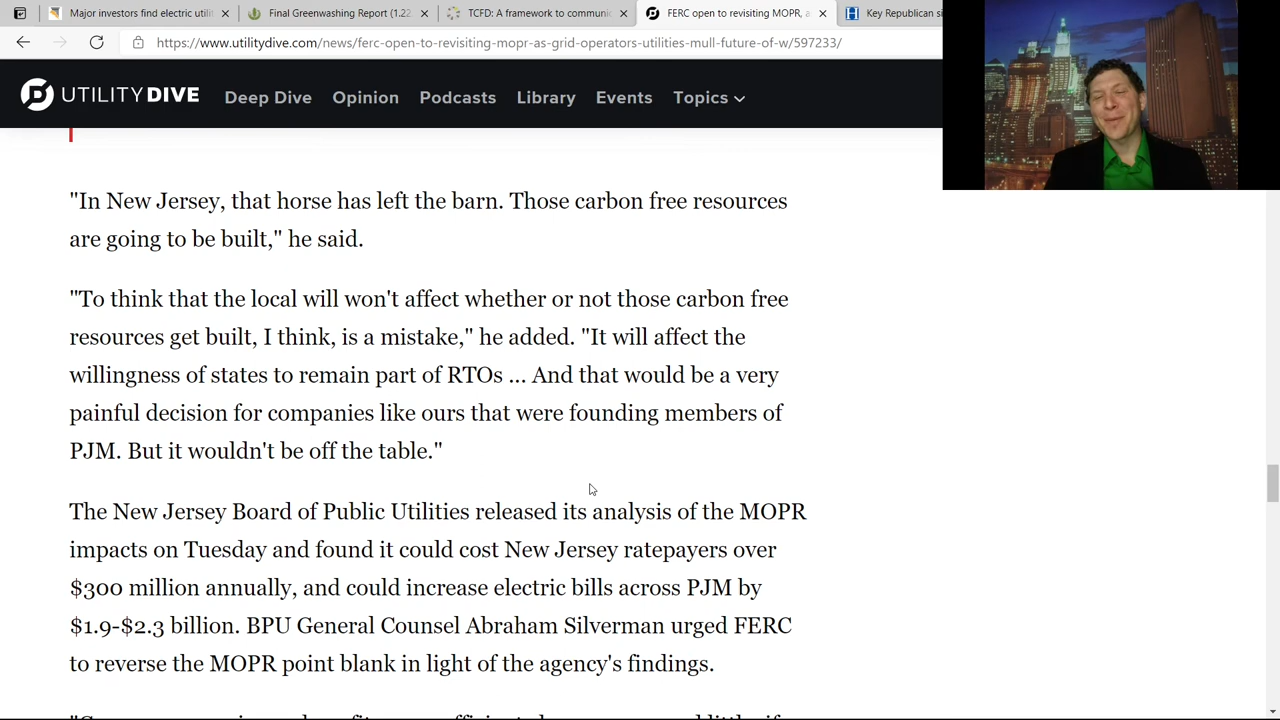 Major investors find electric utili
Final Greenwashing Report (1.22
TCFD: A framework to communic
FERC open to revisiting MOPR, a
Key Republican si
https://www.utilitydive.com/news/ferc-open-to-revisiting-mopr-as-grid-operators-utilities-mull-future-of-w/597233/
UTILITY DIVE Deep Dive Opinion Podcasts Library Events Topics
"In New Jersey, that horse has left the barn. Those carbon free resources
are going to be built," he said.
"To think that the local will won't affect whether or not those carbon free
resources get built, I think, is a mistake," he added. "It will affect the
willingness of states to remain part of RTOs ... And that would be a very
painful decision for companies like ours that were founding members of
PJM. But it wouldn't be off the table."
The New Jersey Board of Public Utilities released its analysis of the MOPR
impacts on Tuesday and found it could cost New Jersey ratepayers over
$300 million annually, and could increase electric bills across PJM by
$1.9-$2.3 billion. BPU General Counsel Abraham Silverman urged FERC
to reverse the MOPR point blank in light of the agency's findings.